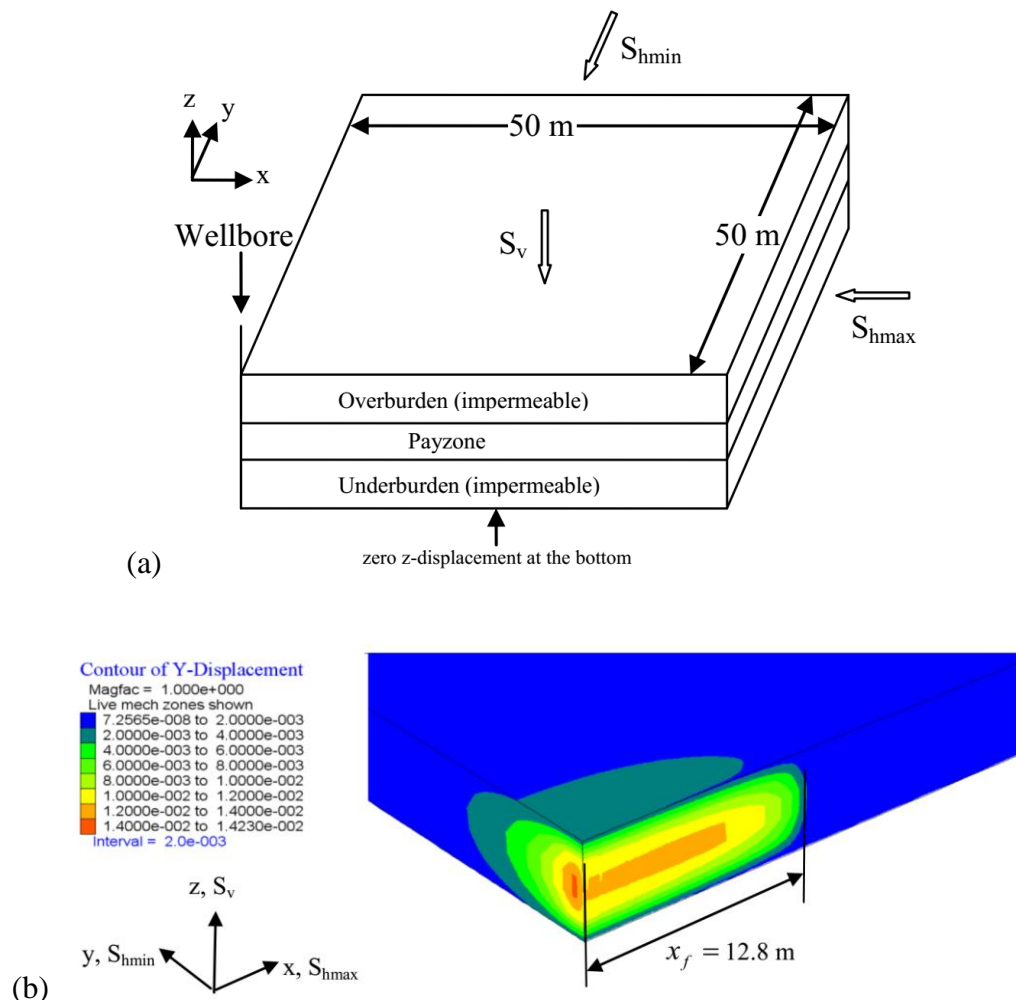 S_hmin
z
y
50 m
x
Wellbore
50 m
S_v
S_hmax
Overburden (impermeable)
Payzone
Underburden (impermeable)
zero z-displacement at the bottom
(a)
Contour of Y-Displacement
Magfac = 1.000e+000
Live mech zones shown
7.2565e-008 to 2.0000e-003
2.0000e-003 to 4.0000e-003
4.0000e-003 to 6.0000e-003
6.0000e-003 to 8.0000e-003
8.0000e-003 to 1.0000e-002
1.0000e-002 to 1.2000e-002
1.2000e-002 to 1.4000e-002
1.4000e-002 to 1.4230e-002
Interval = 2.0e-003
z, S_v
y, S_hmin
x, S_hmax
x_f = 12.8 m
(b)